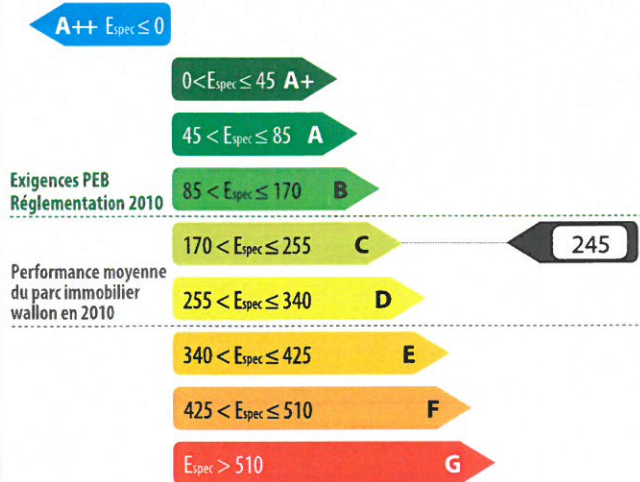 A++ Espec ≤ 0
0 < Espec ≤ 45 A+
45 < Espec ≤ 85 A
Exigences PEB
Réglementation 2010
85 < Espec ≤ 170 B
170 < Espec ≤ 255 C
245
Performance moyenne
du parc immobilier
wallon en 2010
255 < Espec ≤ 340 D
340 < Espec ≤ 425 E
425 < Espec ≤ 510 F
Espec > 510 G